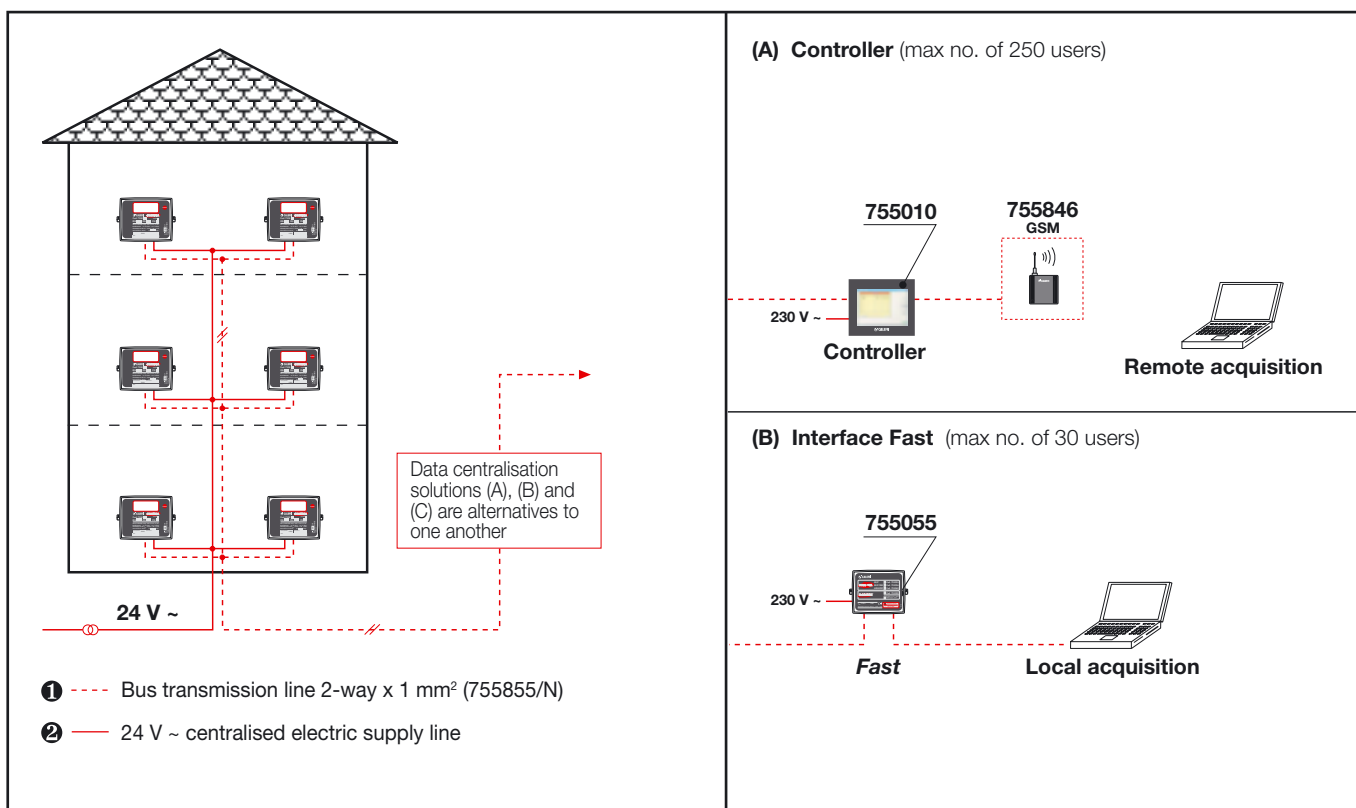 24 V ~
Data centralisation
solutions (A), (B) and
(C) are alternatives to
one another
❶ Bus transmission line 2-way x 1 mm² (755855/N)
❷ 24 V ~ centralised electric supply line
(A) Controller (max no. of 250 users)
755010
755846
GSM
230 V ~
Controller
Remote acquisition
(B) Interface Fast (max no. of 30 users)
755055
230 V ~
Fast
Local acquisition